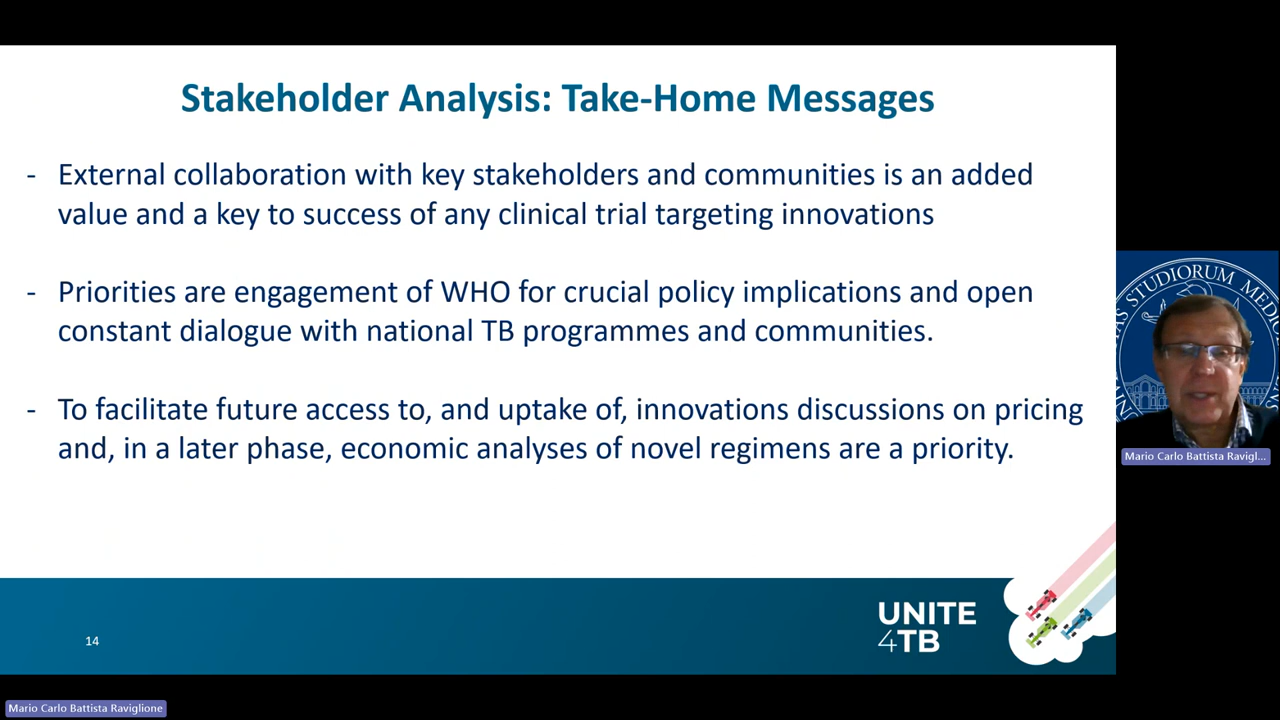 Stakeholder Analysis: Take-Home Messages
- External collaboration with key stakeholders and communities is an added
value and a key to success of any clinical trial targeting innovations
- Priorities are engagement of WHO for crucial policy implications and open
constant dialogue with national TB programmes and communities.
- To facilitate future access to, and uptake of, innovations discussions on pricing
and, in a later phase, economic analyses of novel regimens are a priority.
STUDIORUM MEDIO
Mario Carlo Battista Ravigl...
UNITE
4TB
14
Mario Carlo Battista Raviglione